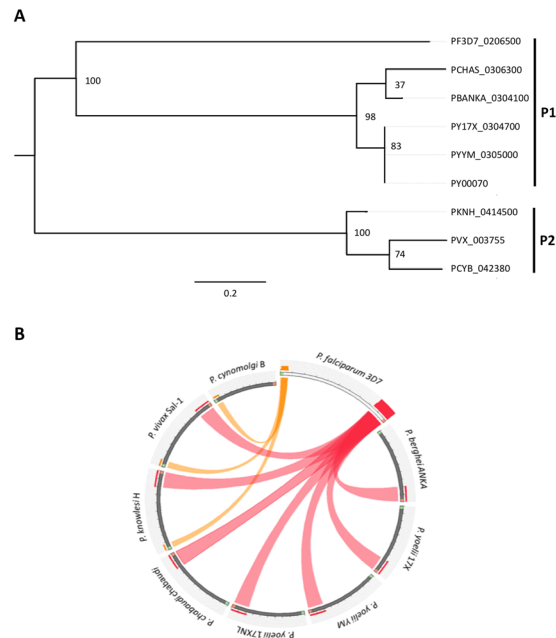 A
PF3D7_0206500
PCHAS_0306300
100
37
PBANKA_0304100
98
P1
PY17X_0304700
83
PYYM_0305000
PY00070
PKNH_0414500
100
PVX_003755
P2
74
PCYB_042380
0.2
B
P. cynomolgi B
P. falciparum 3D7
P. vivax Sal-1
P. berghei ANKA
P. knowlesi H
P. yoelii 17X
P. chabaudi chabaudi
P. yoelii YM
P. yoelii 17XNL